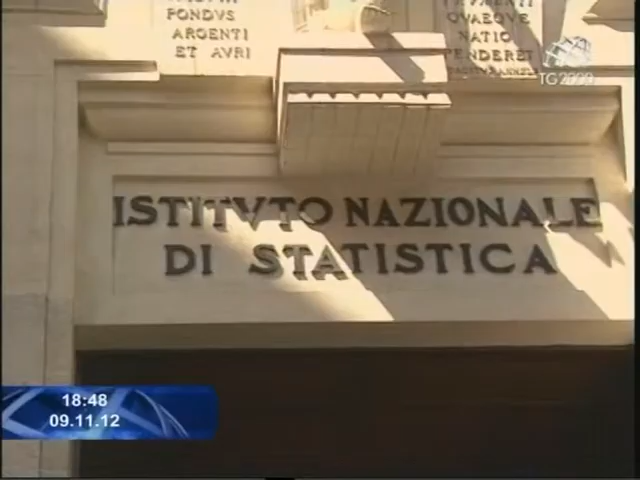 FONDVS
ARGENTI
ET AVRI
QVAEQVE
NATIO
PENDERET
TG2000
ISTITVTO NAZIONALE
DI STATISTICA
18:48
09.11.12